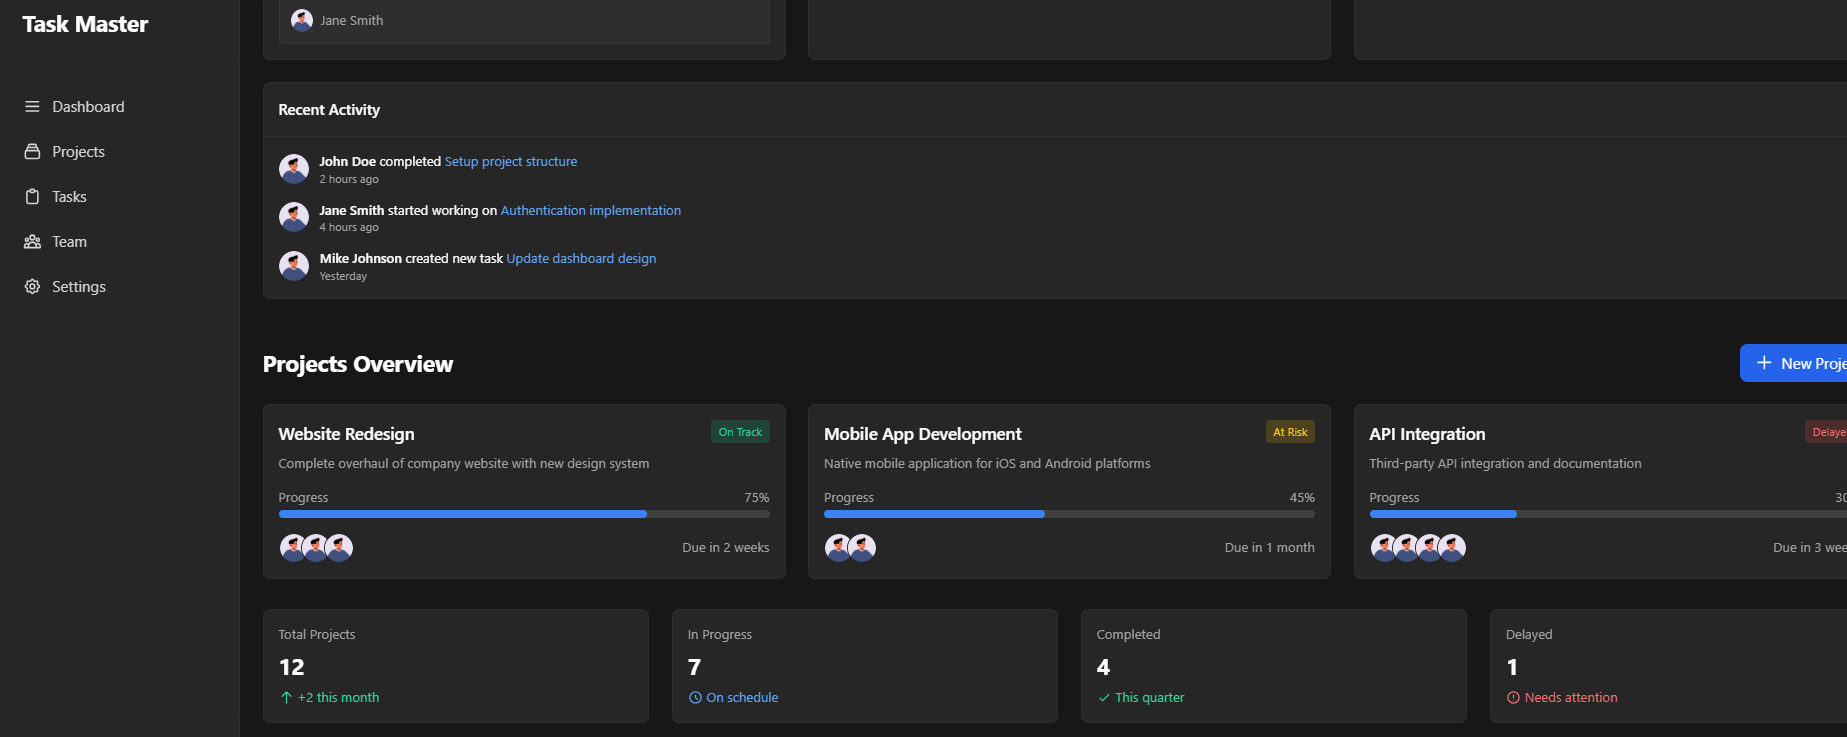 Task Master
Dashboard
Projects
Tasks
Team
Settings
Jane Smith
Recent Activity
John Doe completed Setup project structure
2 hours ago
Jane Smith started working on Authentication implementation
4 hours ago
Mike Johnson created new task Update dashboard design
Yesterday
Projects Overview
New Proje
Website Redesign
On Track
Complete overhaul of company website with new design system
Progress 75%
Due in 2 weeks
Mobile App Development
At Risk
Native mobile application for iOS and Android platforms
Progress 45%
Due in 1 month
API Integration
Delaye
Third-party API integration and documentation
Progress 30
Due in 3 wee
Total Projects
12
+2 this month
In Progress
7
On schedule
Completed
4
This quarter
Delayed
1
Needs attention